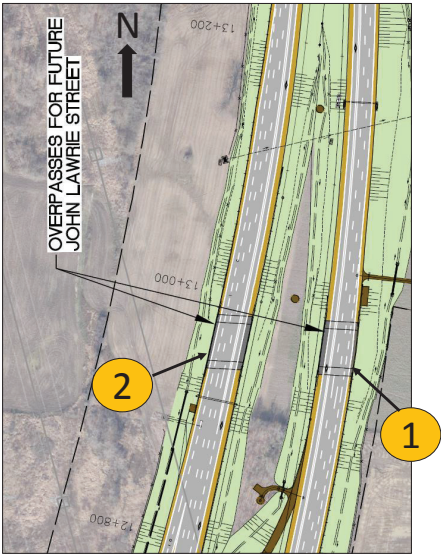 N
13+200
OVERPASSES FOR FUTURE
JOHN LAWRIE STREET
13+000
2
1
12+800